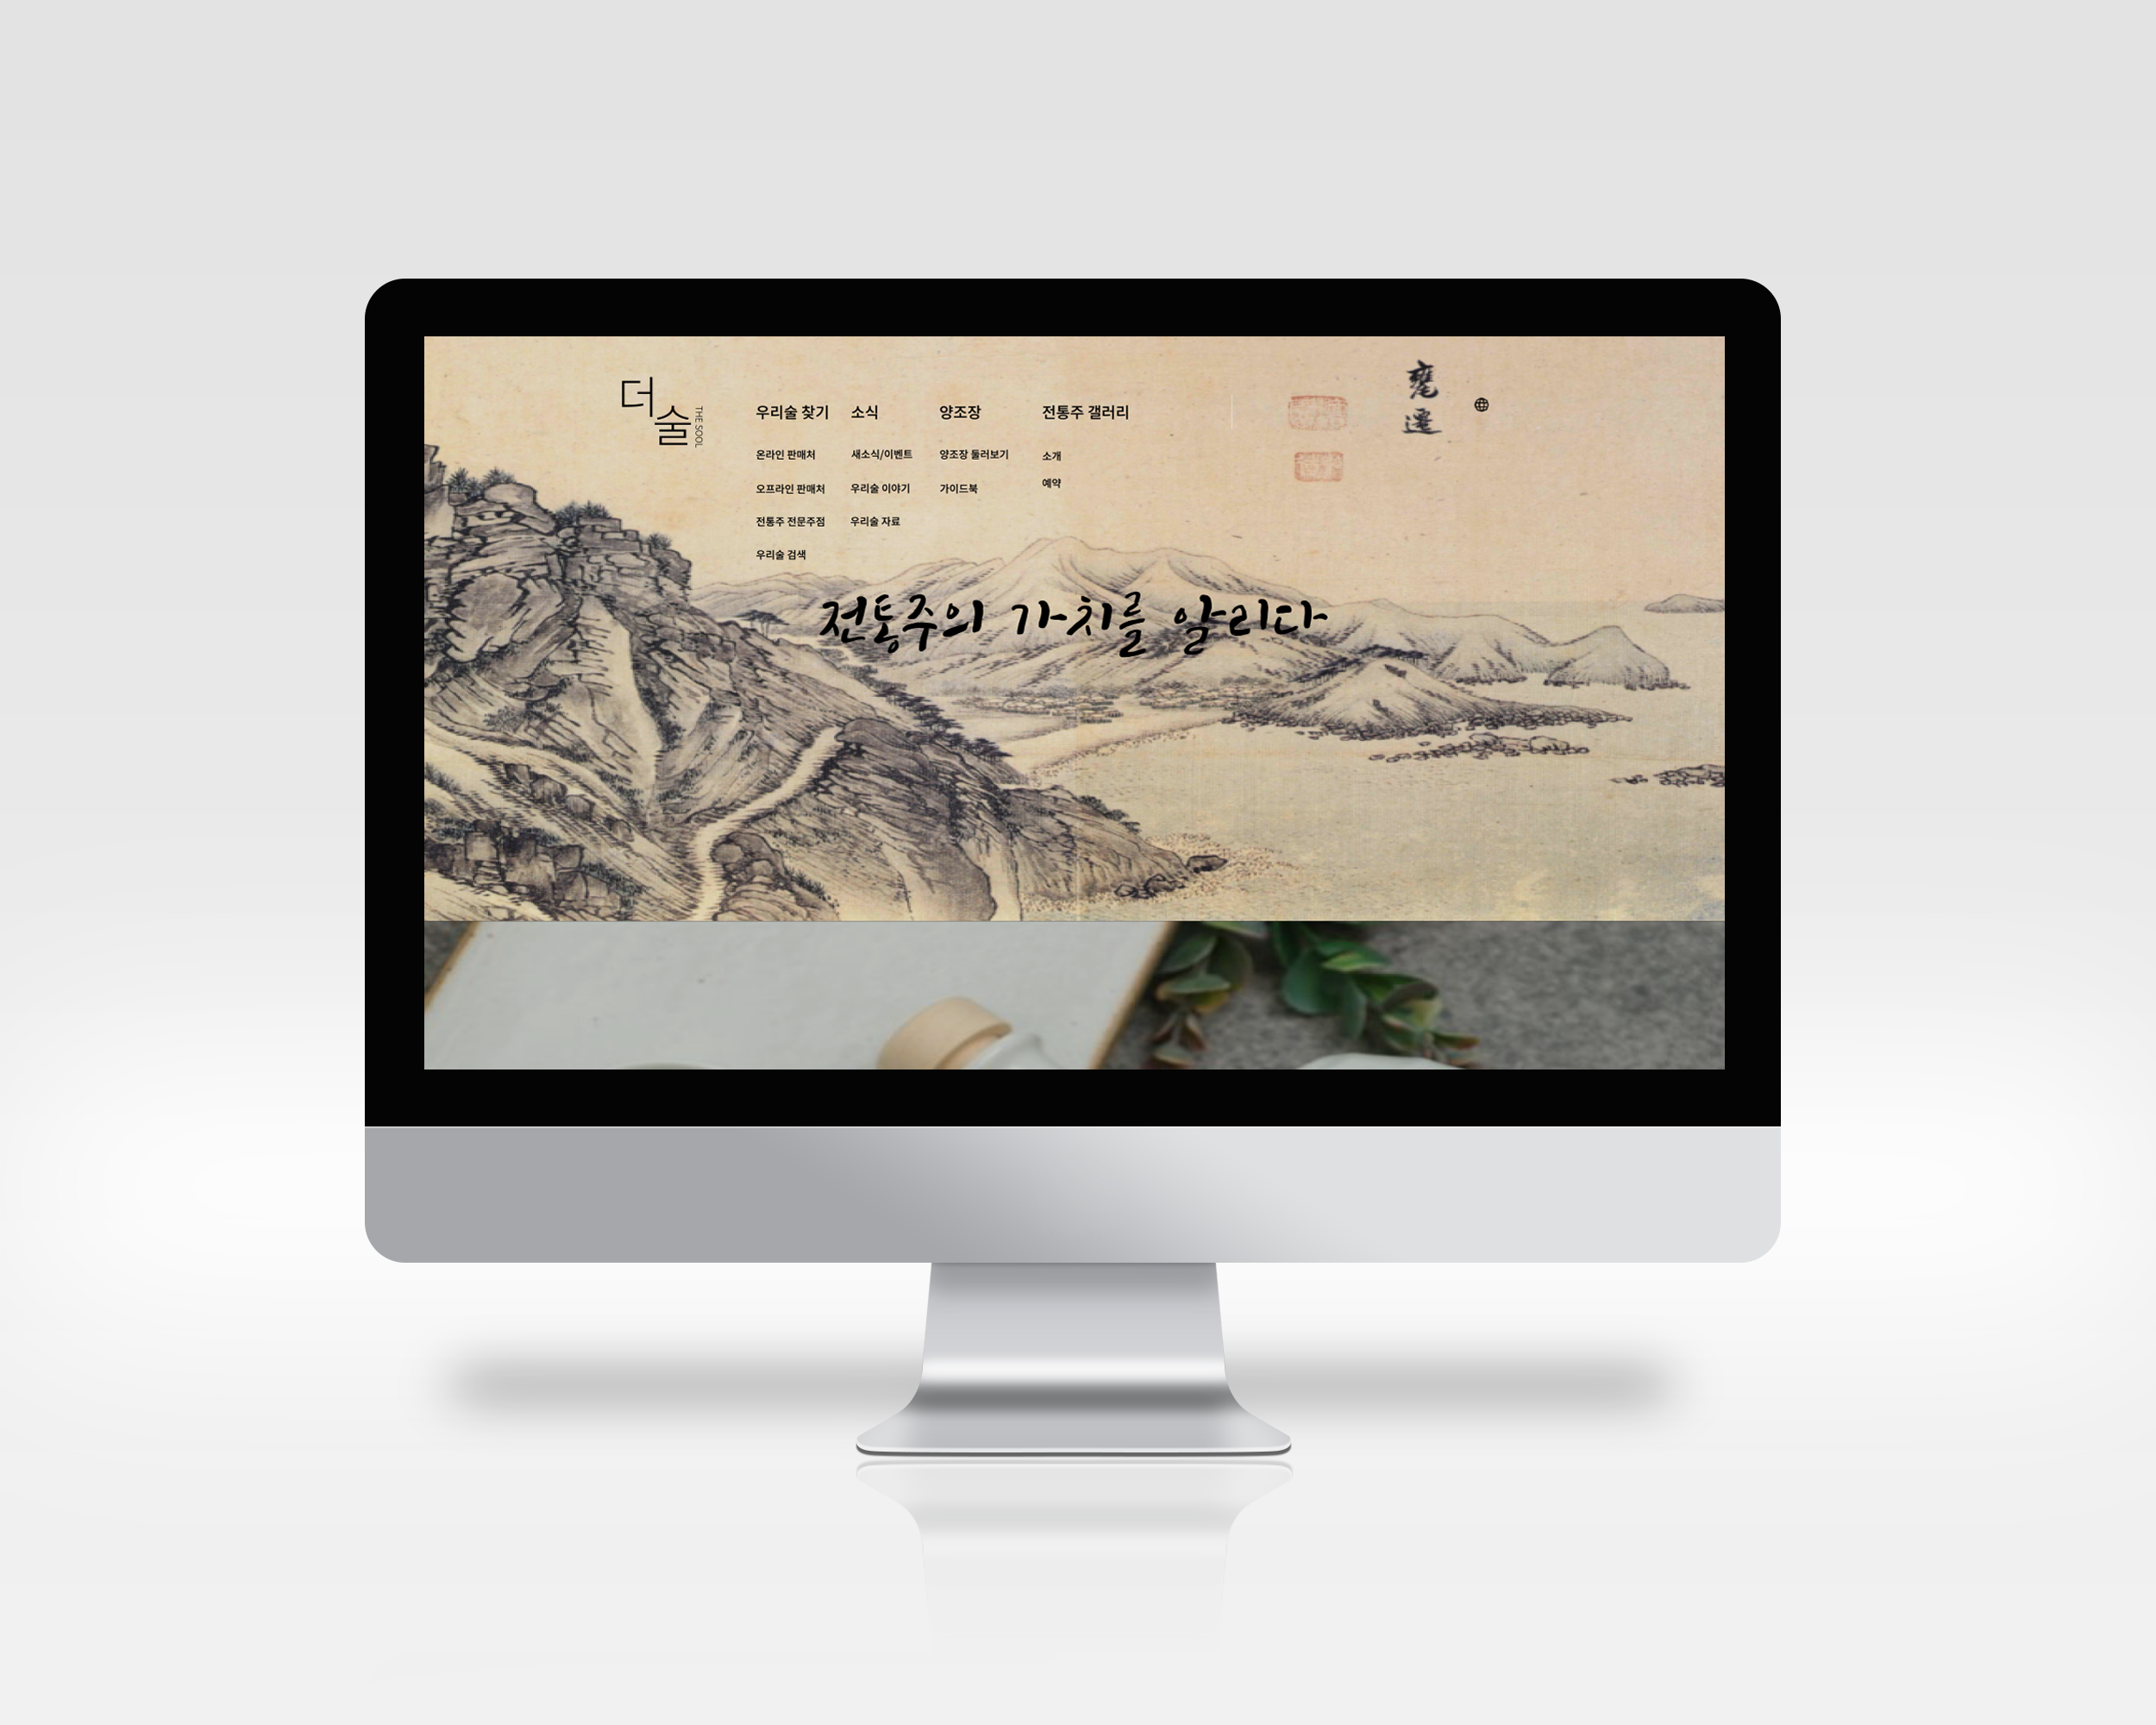 더술
THE SOOL
우리술 찾기 소식 양조장 전통주 갤러리
온라인 판매처 새소식/이벤트 양조장 둘러보기 소개
오프라인 판매처 우리술 이야기 가이드북 예약
전통주 전문주점 우리술 자료
우리술 검색
甕遷
전통주의 가치를 알리다